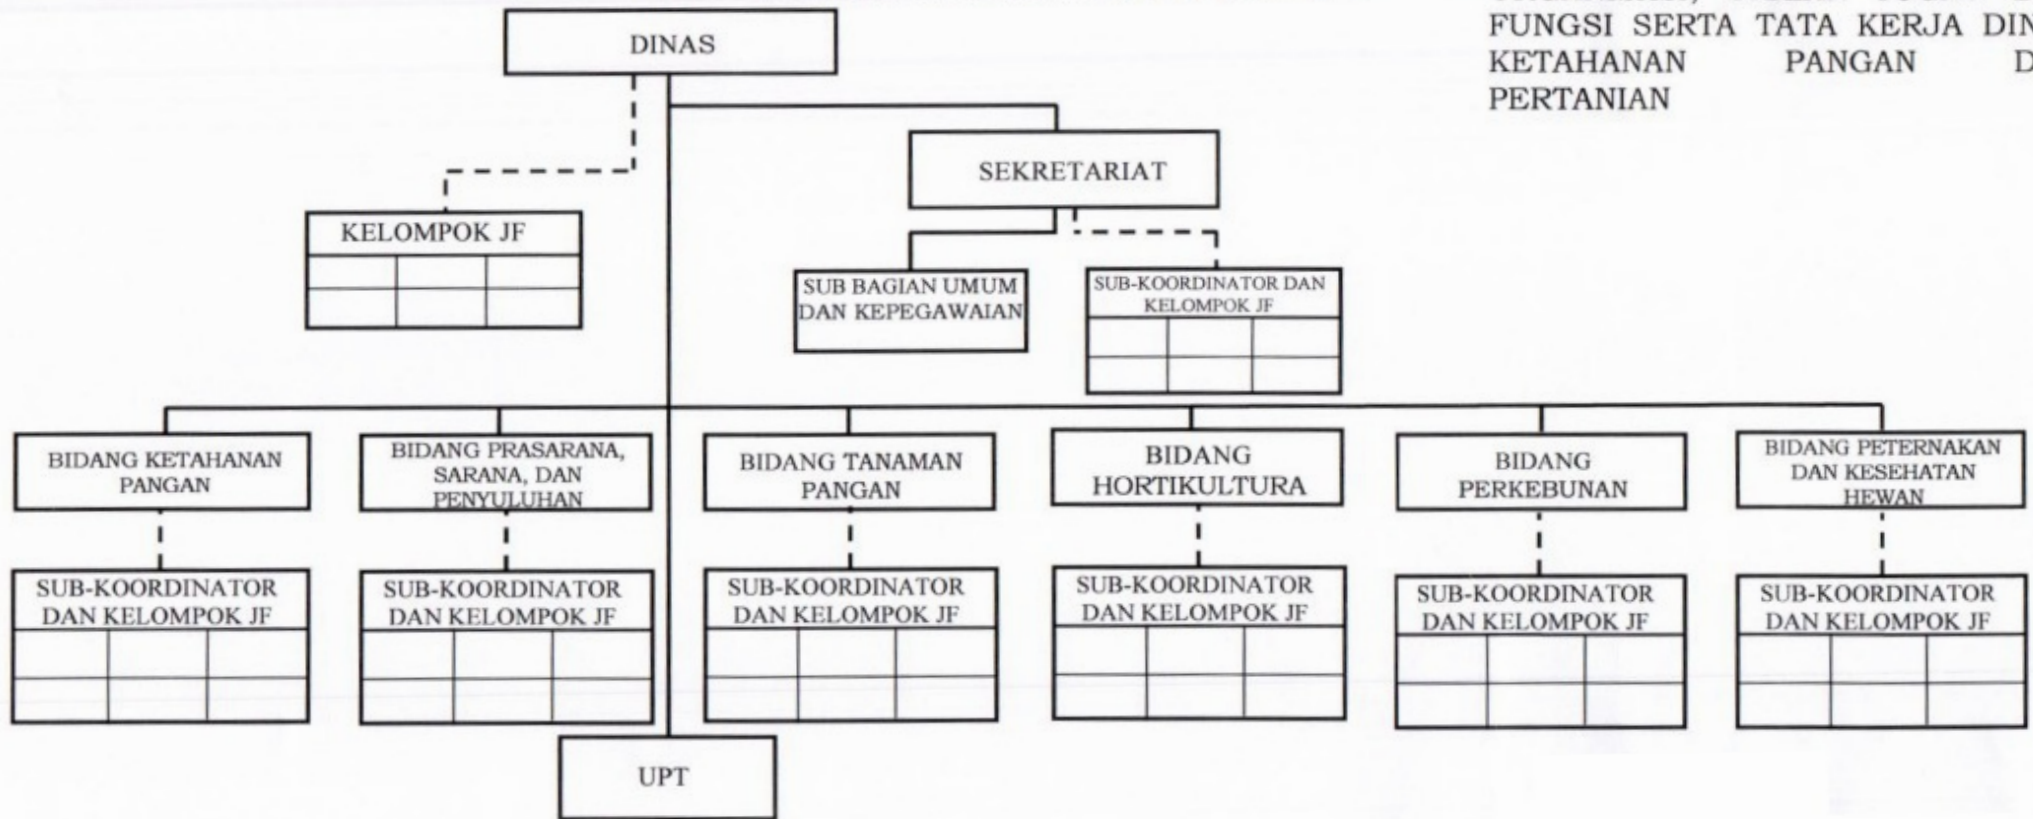 FUNGSI SERTA TATA KERJA
KETAHANAN PANGAN
PERTANIAN
DINAS
SEKRETARIAT
KELOMPOK JF
SUB BAGIAN UMUM
DAN KEPEGAWAIAN
SUB-KOORDINATOR DAN
KELOMPOK JF
BIDANG KETAHANAN
PANGAN
BIDANG PRASARANA,
SARANA, DAN
PENYULUHAN
BIDANG TANAMAN
PANGAN
BIDANG
HORTIKULTURA
BIDANG
PERKEBUNAN
BIDANG PETERNAKAN
DAN KESEHATAN
HEWAN
SUB-KOORDINATOR
DAN KELOMPOK JF
SUB-KOORDINATOR
DAN KELOMPOK JF
SUB-KOORDINATOR
DAN KELOMPOK JF
SUB-KOORDINATOR
DAN KELOMPOK JF
SUB-KOORDINATOR
DAN KELOMPOK JF
SUB-KOORDINATOR
DAN KELOMPOK JF
UPT